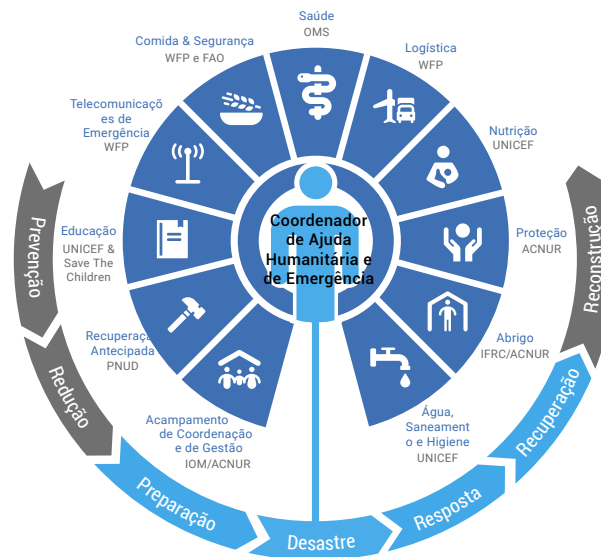 Saúde
OMS
Comida & Segurança
WFP e FAO
Logística
WFP
Telecomunicaçõ
es de
Emergência
WFP
Nutrição
UNICEF
Educação
UNICEF &
Save The
Children
Coordenador
de Ajuda
Humanitária e
de Emergência
Proteção
ACNUR
Recuperaça
Antecipada
PNUD
Abrigo
IFRC/ACNUR
Acampamento
de Coordenação
e de Gestão
IOM/ACNUR
Água,
Saneament
o e Higiene
UNICEF
Prevenção
Redução
Preparação
Desastre
Resposta
Recuperação
Reconstrução